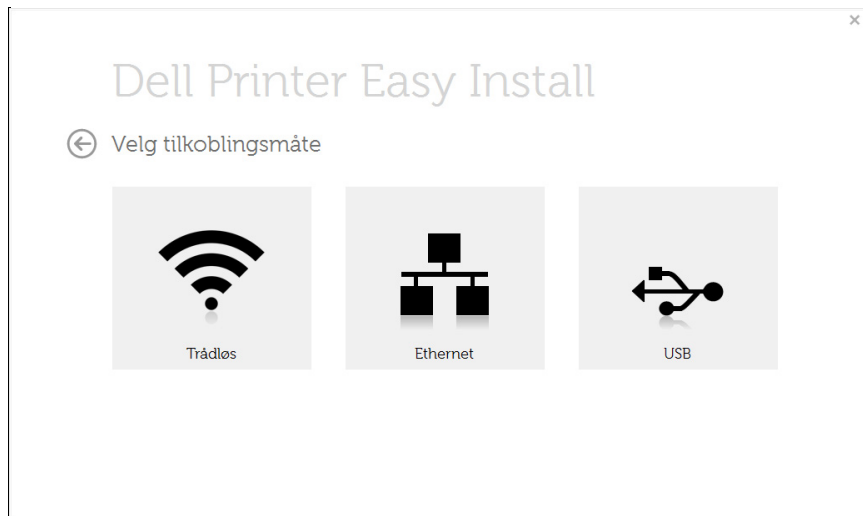 Dell Printer Easy Install
Velg tilkoblingsmåte
Trådløs
Ethernet
USB